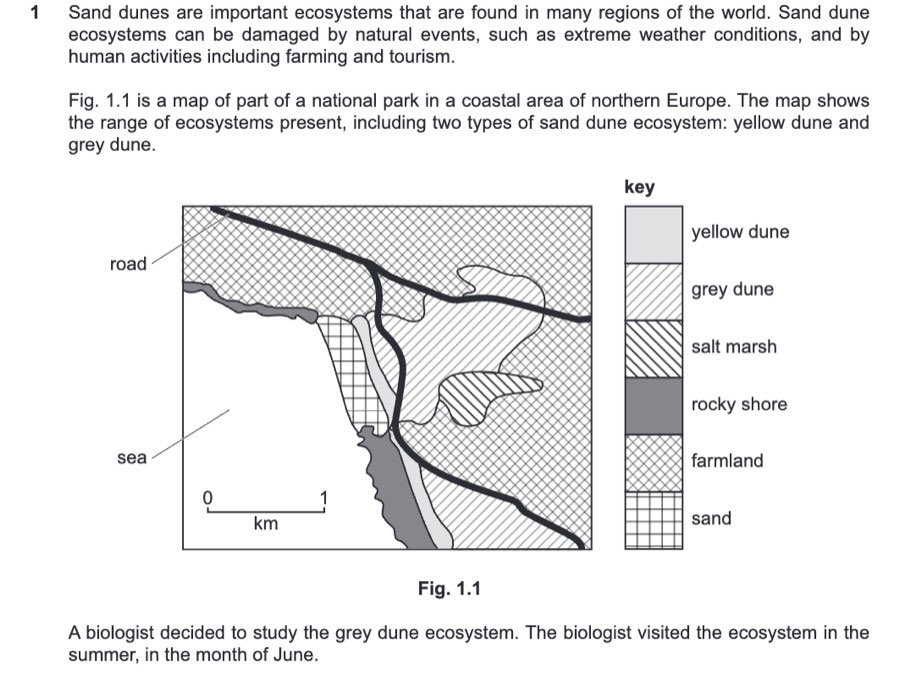 1 Sand dunes are important ecosystems that are found in many regions of the world. Sand dune
ecosystems can be damaged by natural events, such as extreme weather conditions, and by
human activities including farming and tourism.
Fig. 1.1 is a map of part of a national park in a coastal area of northern Europe. The map shows
the range of ecosystems present, including two types of sand dune ecosystem: yellow dune and
grey dune.
key
yellow dune
road
grey dune
salt marsh
rocky shore
sea
farmland
0 1
km
sand
Fig. 1.1
A biologist decided to study the grey dune ecosystem. The biologist visited the ecosystem in the
summer, in the month of June.